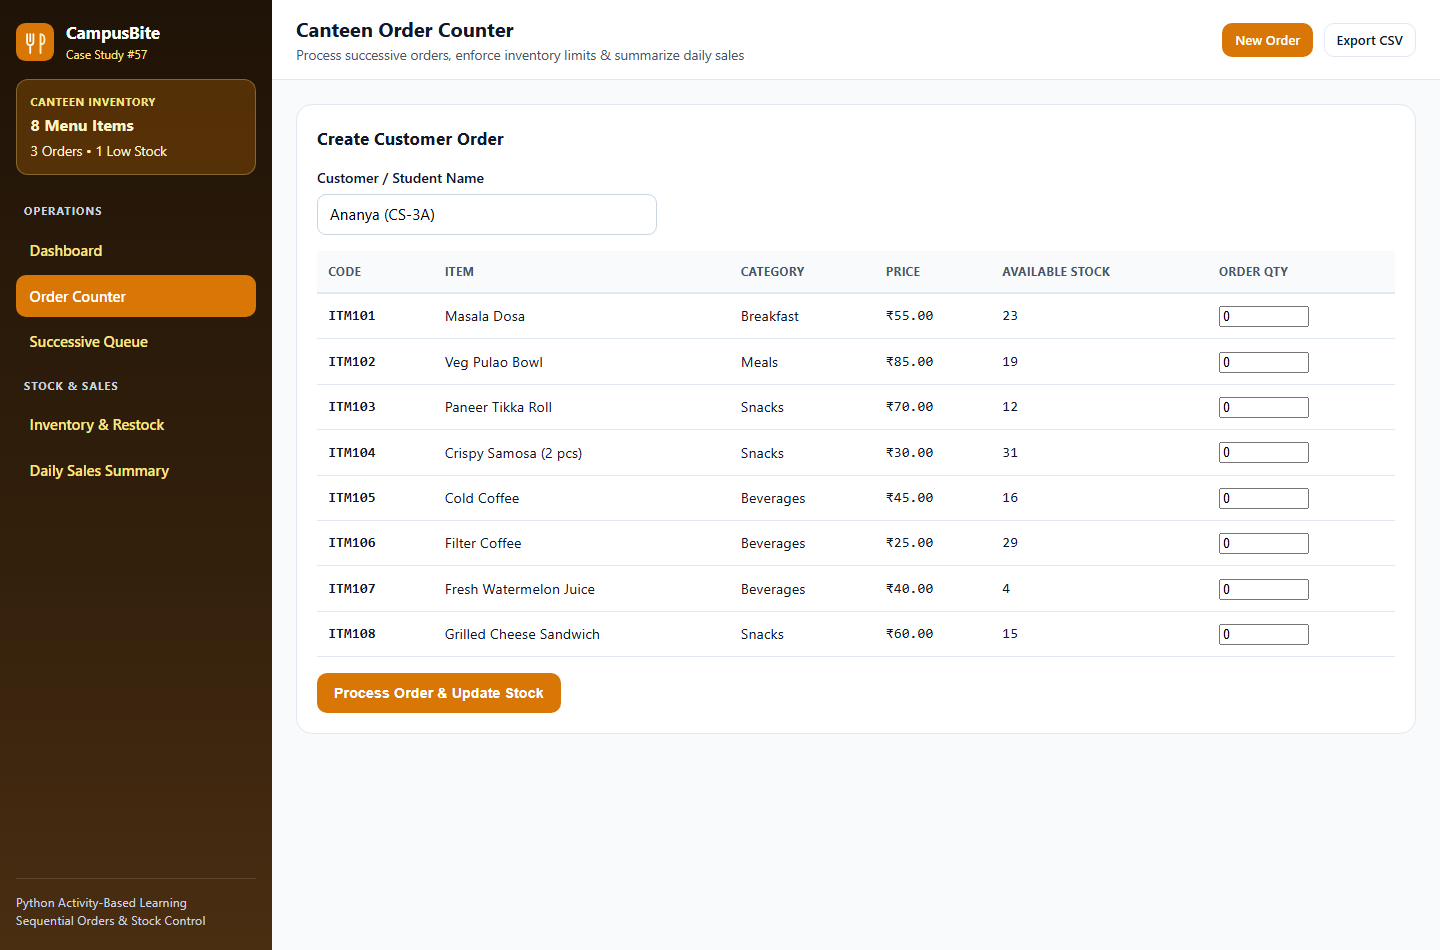 CampusBite
Case Study #57
CANTEEN INVENTORY
8 Menu Items
3 Orders • 1 Low Stock
OPERATIONS
Dashboard
Order Counter
Successive Queue
STOCK & SALES
Inventory & Restock
Daily Sales Summary
Python Activity-Based Learning
Sequential Orders & Stock Control
Canteen Order Counter
Process successive orders, enforce inventory limits & summarize daily sales
New Order Export CSV
Create Customer Order
Customer / Student Name
Ananya (CS-3A)
CODE ITEM CATEGORY PRICE AVAILABLE STOCK ORDER QTY
ITM101 Masala Dosa Breakfast ₹55.00 23 0
ITM102 Veg Pulao Bowl Meals ₹85.00 19 0
ITM103 Paneer Tikka Roll Snacks ₹70.00 12 0
ITM104 Crispy Samosa (2 pcs) Snacks ₹30.00 31 0
ITM105 Cold Coffee Beverages ₹45.00 16 0
ITM106 Filter Coffee Beverages ₹25.00 29 0
ITM107 Fresh Watermelon Juice Beverages ₹40.00 4 0
ITM108 Grilled Cheese Sandwich Snacks ₹60.00 15 0
Process Order & Update Stock